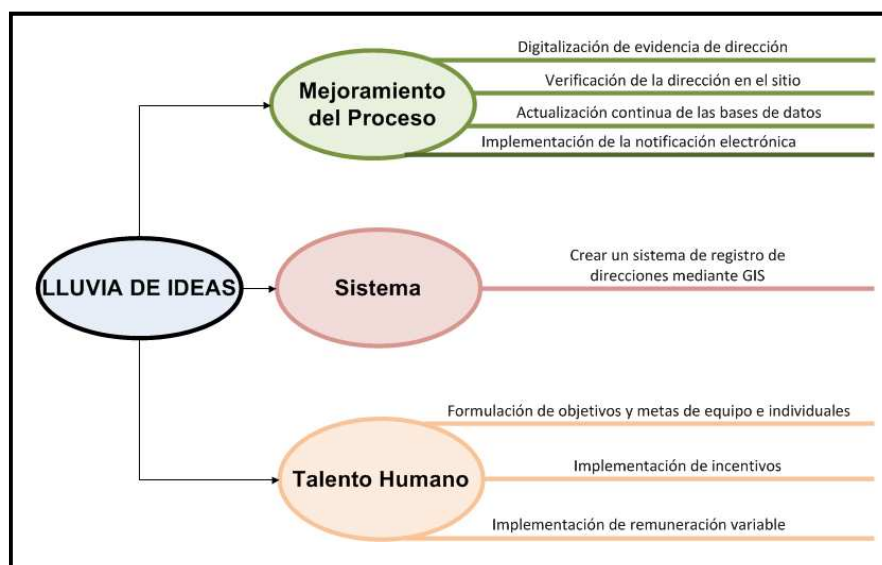 LLUVIA DE IDEAS
Mejoramiento
del Proceso
Digitalización de evidencia de dirección
Verificación de la dirección en el sitio
Actualización continua de las bases de datos
Implementación de la notificación electrónica
Sistema
Crear un sistema de registro de
direcciones mediante GIS
Talento Humano
Formulación de objetivos y metas de equipo e individuales
Implementación de incentivos
Implementación de remuneración variable